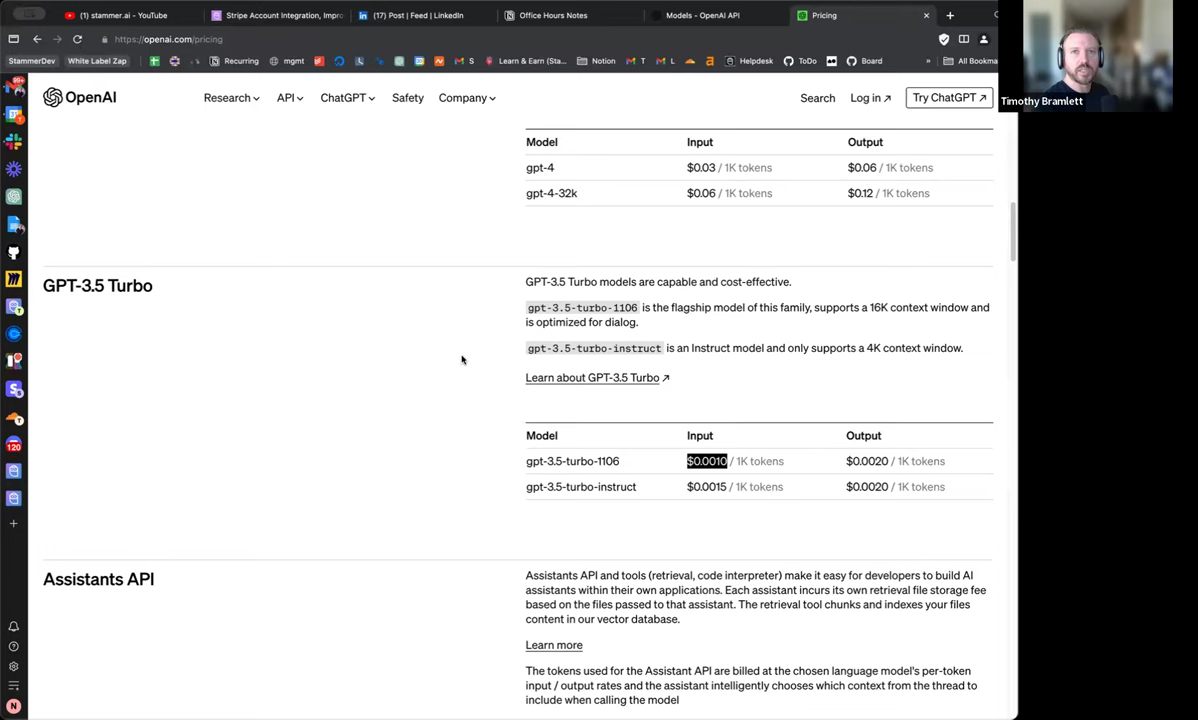 stammer.ai - YouTube
Stripe Account Integration, Impro
(17) Post | Feed | LinkedIn
Office Hours Notes
Models - OpenAI API
Pricing
https://openai.com/pricing
StammerDev
White Label Zap
Recurring
mgmt
S
Learn & Earn (Sta...
Notion
T
L
Helpdesk
ToDo
Board
»
All Bookma
Timothy Bramlett
OpenAI
Research
API
ChatGPT
Safety
Company
Search
Log in ↗
Try ChatGPT ↗
Model Input Output
gpt-4 $0.03 / 1K tokens $0.06 / 1K tokens
gpt-4-32k $0.06 / 1K tokens $0.12 / 1K tokens
GPT-3.5 Turbo
GPT-3.5 Turbo models are capable and cost-effective.
gpt-3.5-turbo-1106 is the flagship model of this family, supports a 16K context window and
is optimized for dialog.
gpt-3.5-turbo-instruct is an Instruct model and only supports a 4K context window.
Learn about GPT-3.5 Turbo ↗
Model Input Output
gpt-3.5-turbo-1106 $0.0010 / 1K tokens $0.0020 / 1K tokens
gpt-3.5-turbo-instruct $0.0015 / 1K tokens $0.0020 / 1K tokens
Assistants API
Assistants API and tools (retrieval, code interpreter) make it easy for developers to build AI
assistants within their own applications. Each assistant incurs its own retrieval file storage fee
based on the files passed to that assistant. The retrieval tool chunks and indexes your files
content in our vector database.
Learn more
The tokens used for the Assistant API are billed at the chosen language model's per-token
input / output rates and the assistant intelligently chooses which context from the thread to
include when calling the model
120
N